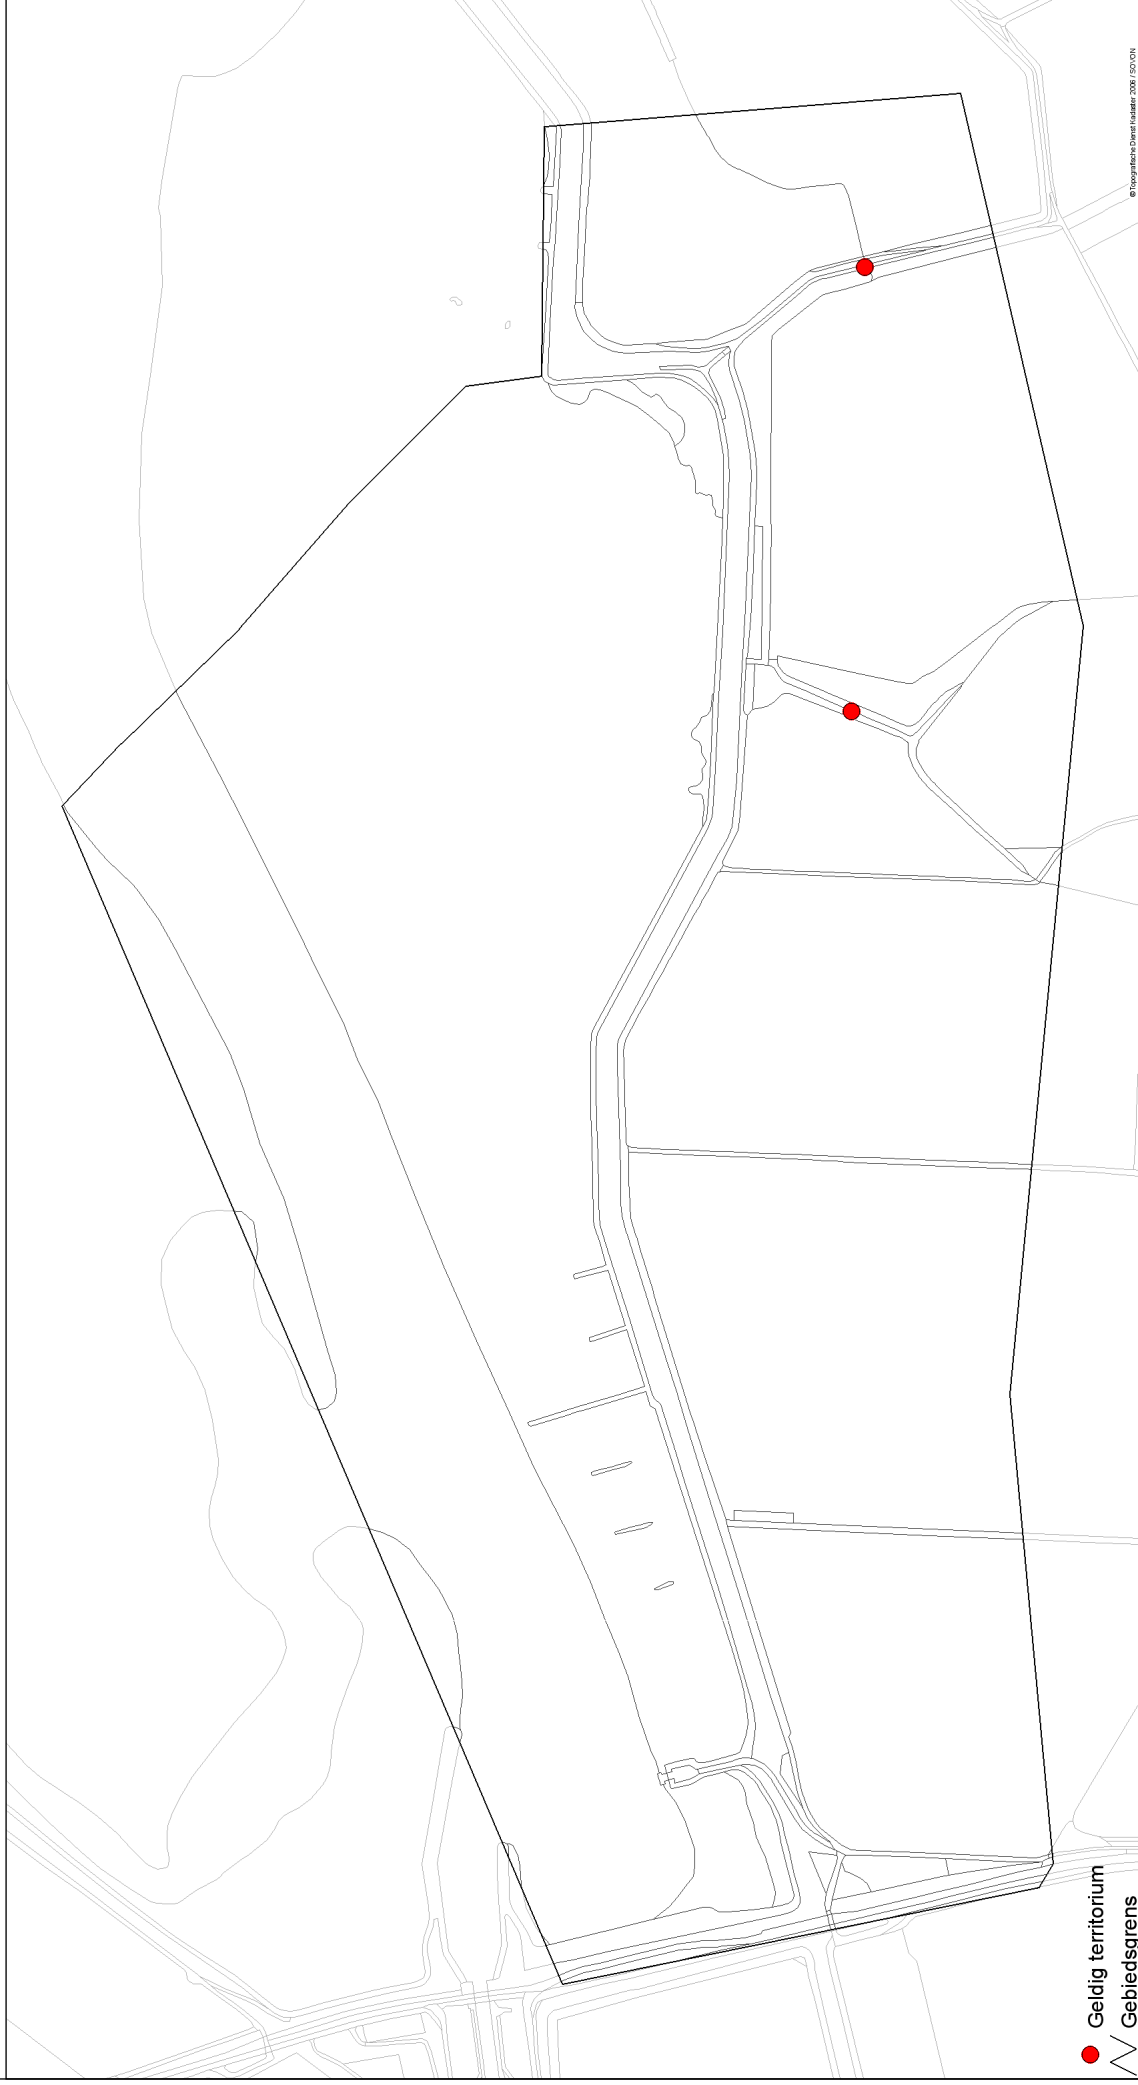 © Topografische Dienst Kadaster 2006 / SOVON
Geldig territorium
Gebiedsgrens